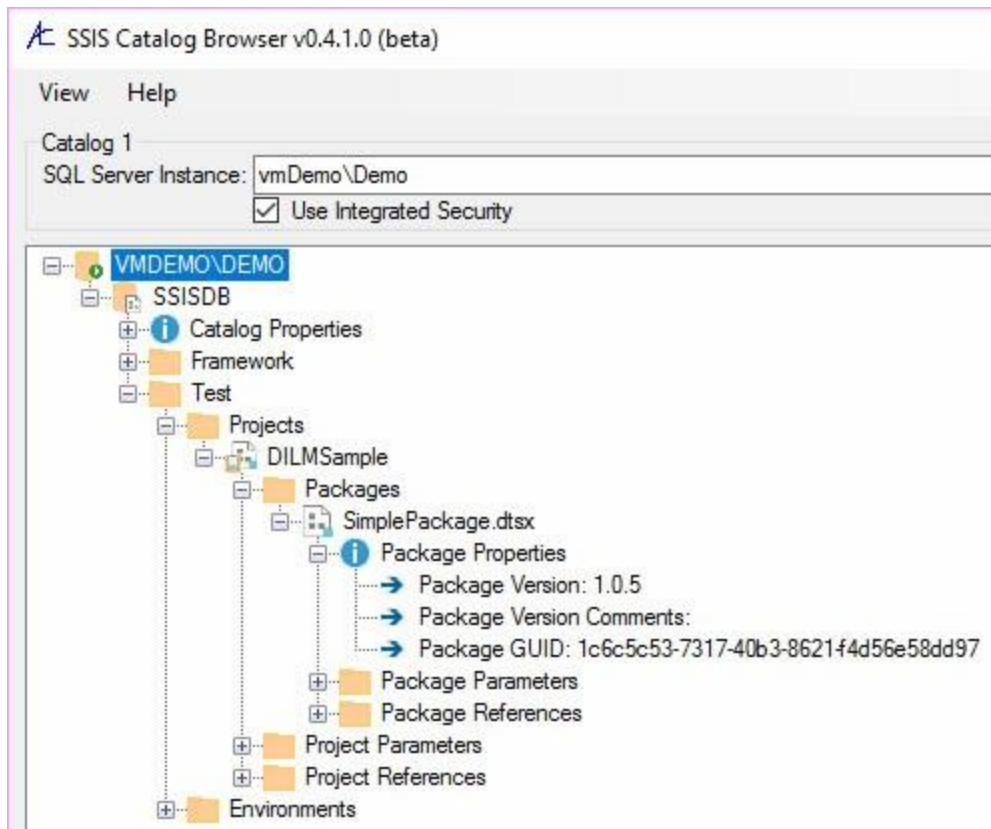 SSIS Catalog Browser v0.4.1.0 (beta)
View Help
Catalog 1
SQL Server Instance: vmDemo\Demo
Use Integrated Security
VMDEMO\DEMO
SSISDB
Catalog Properties
Framework
Test
Projects
DILMSample
Packages
SimplePackage.dtsx
Package Properties
Package Version: 1.0.5
Package Version Comments:
Package GUID: 1c6c5c53-7317-40b3-8621-f4d56e58dd97
Package Parameters
Package References
Project Parameters
Project References
Environments